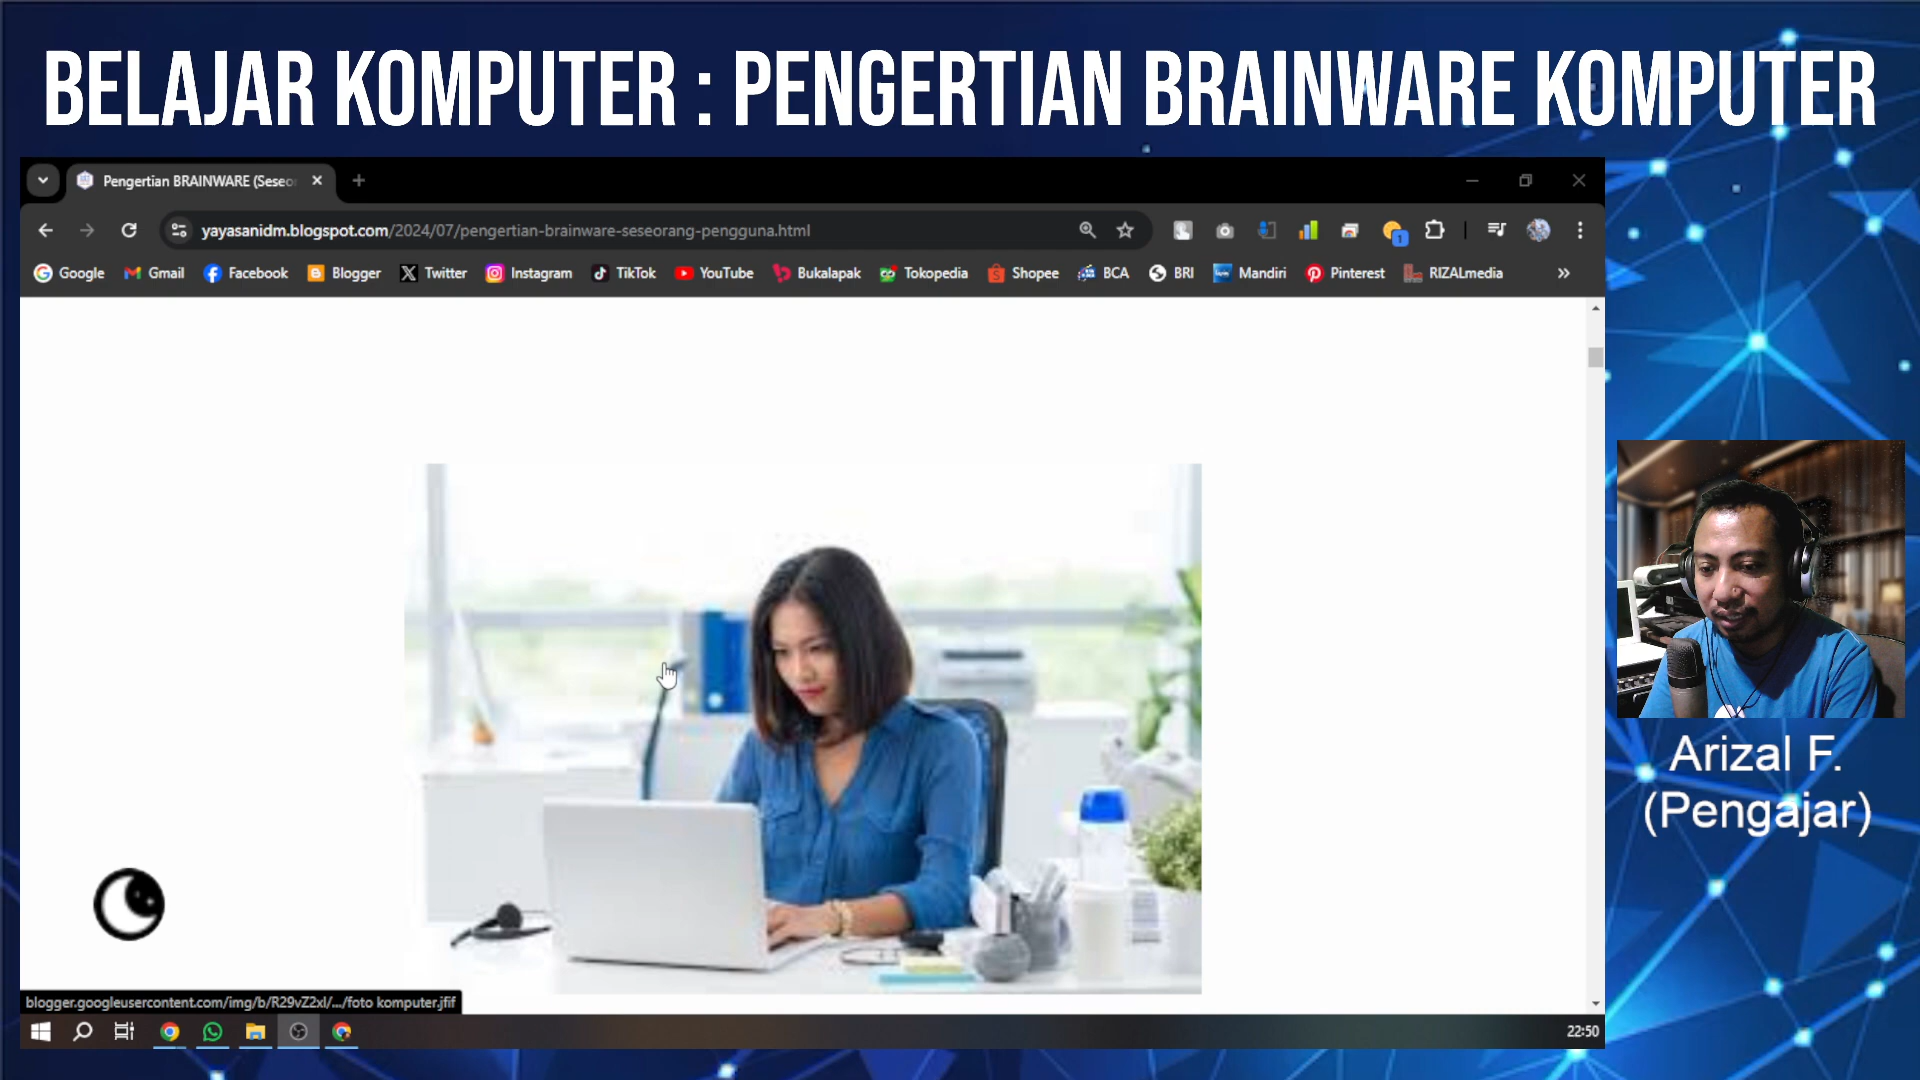 BELAJAR KOMPUTER : PENGERTIAN BRAINWARE KOMPUTER
Pengertian BRAINWARE (Seseor
yayasanidm.blogspot.com/2024/07/pengertian-brainware-seseorang-pengguna.html
1
Google Gmail Facebook Blogger Twitter Instagram TikTok YouTube Bukalapak Tokopedia Shopee BCA BRI Mandiri Pinterest RIZALmedia
Arizal F.
(Pengajar)
blogger.googleusercontent.com/img/b/R29vZ2xl/.../foto komputer.jfif
22:50